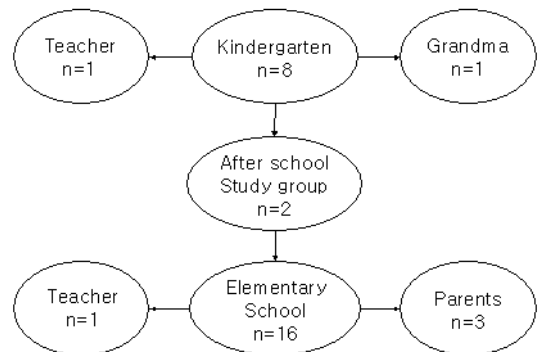 Teacher
n=1
Kindergarten
n=8
Grandma
n=1
After school
Study group
n=2
Teacher
n=1
Elementary
School
n=16
Parents
n=3